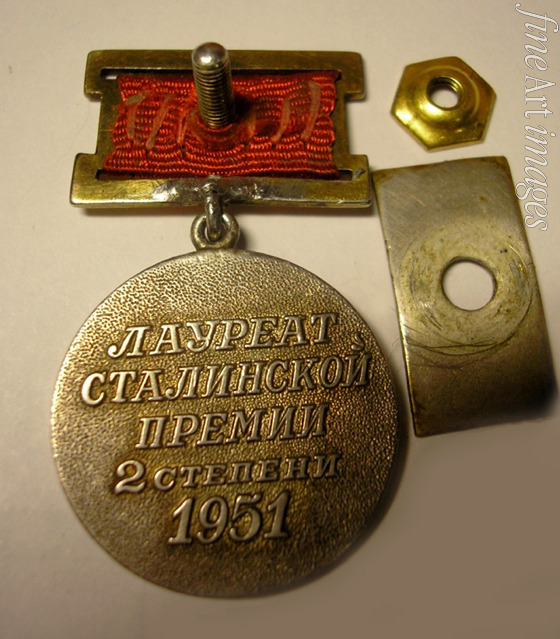 ЛАУРЕАТ
СТАЛИНСКОЙ
ПРЕМИИ
2 СТЕПЕНИ
1951
fine Art images